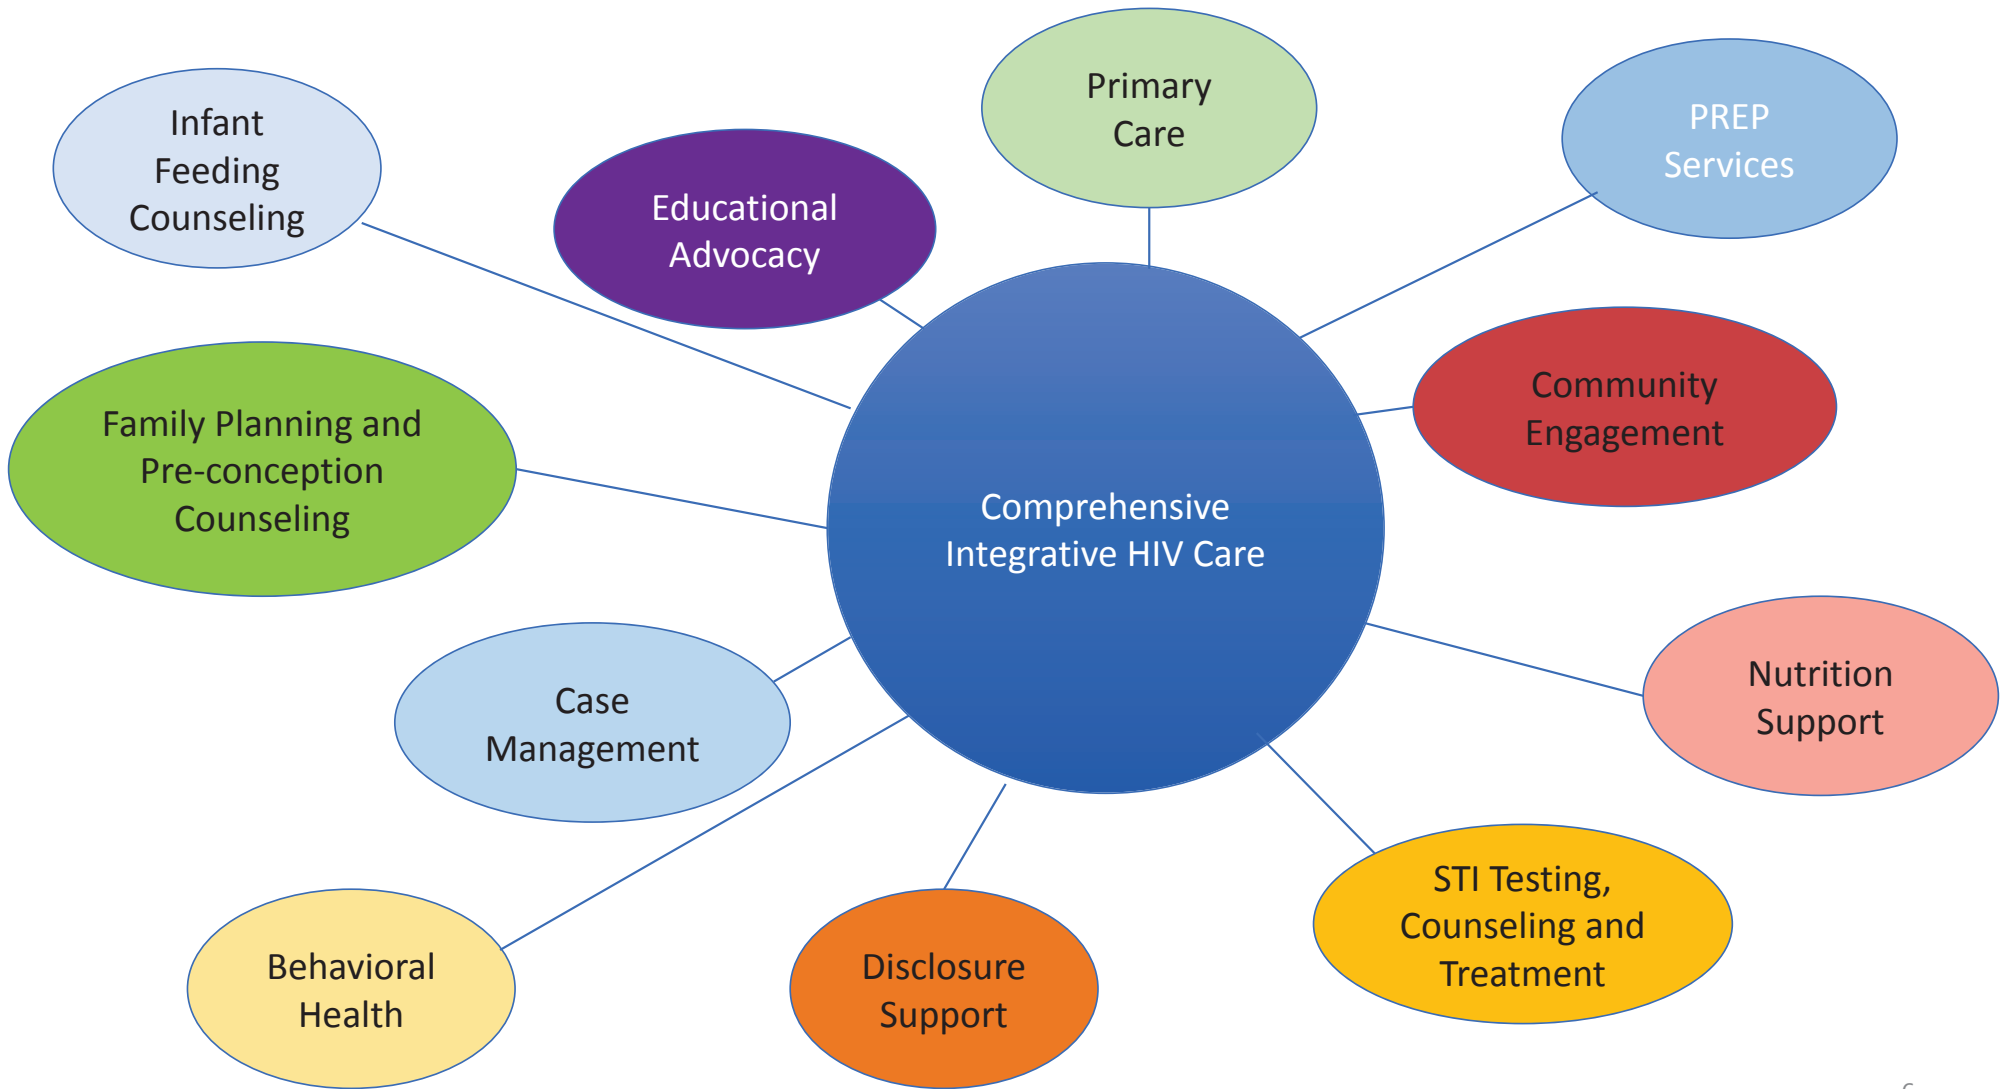 Primary
Care
PREP
Services
Infant
Feeding
Counseling
Educational
Advocacy
Community
Engagement
Family Planning and
Pre-conception
Counseling
Comprehensive
Integrative HIV Care
Case
Management
Nutrition
Support
STI Testing,
Counseling and
Treatment
Behavioral
Health
Disclosure
Support